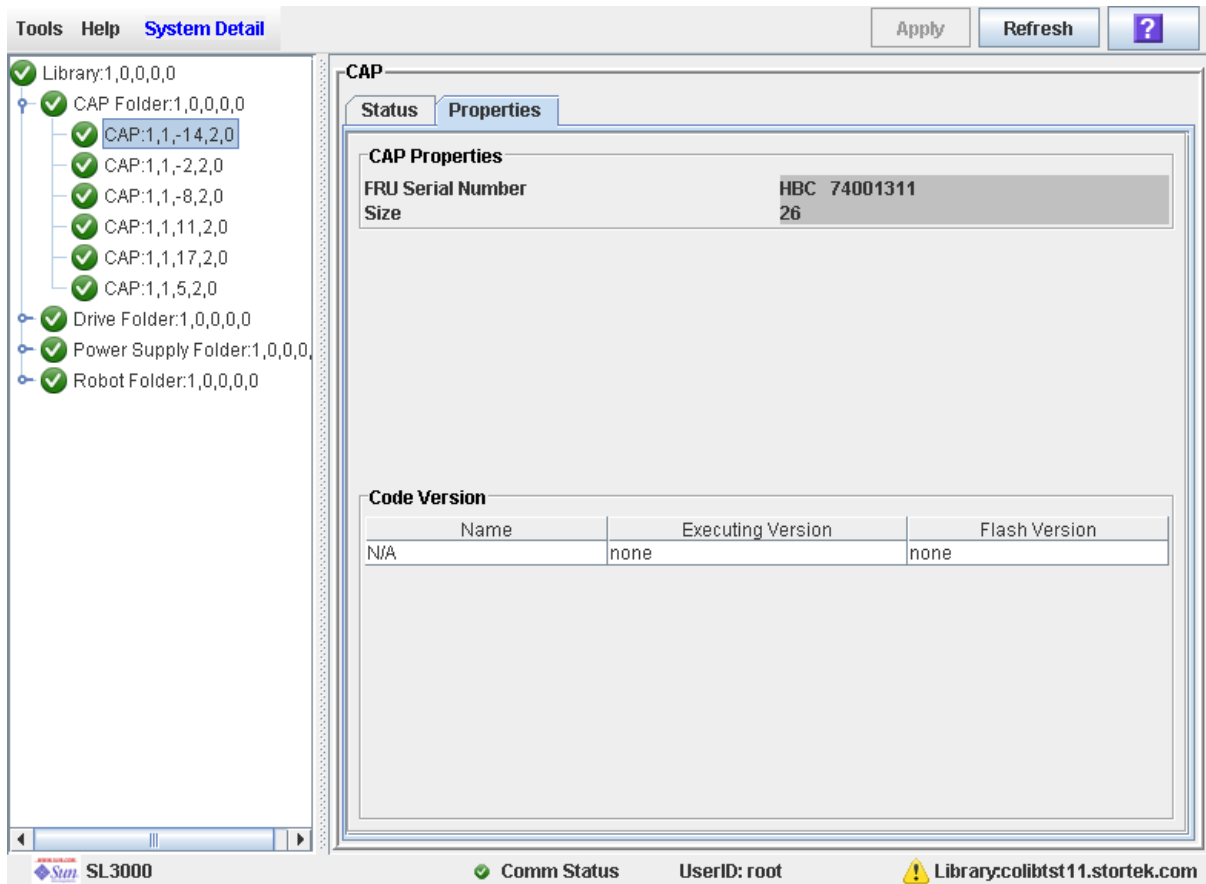 Tools Help System Detail Apply Refresh ?
Library:1,0,0,0,0
CAP Folder:1,0,0,0,0
CAP:1,1,-14,2,0
CAP:1,1,-2,2,0
CAP:1,1,-8,2,0
CAP:1,1,11,2,0
CAP:1,1,17,2,0
CAP:1,1,5,2,0
Drive Folder:1,0,0,0,0
Power Supply Folder:1,0,0,0,
Robot Folder:1,0,0,0,0
CAP
Status Properties
CAP Properties
FRU Serial Number HBC 74001311
Size 26
Code Version
Name Executing Version Flash Version
N/A none none
Sun SL3000 Comm Status UserID: root Library:colibtst11.stortek.com